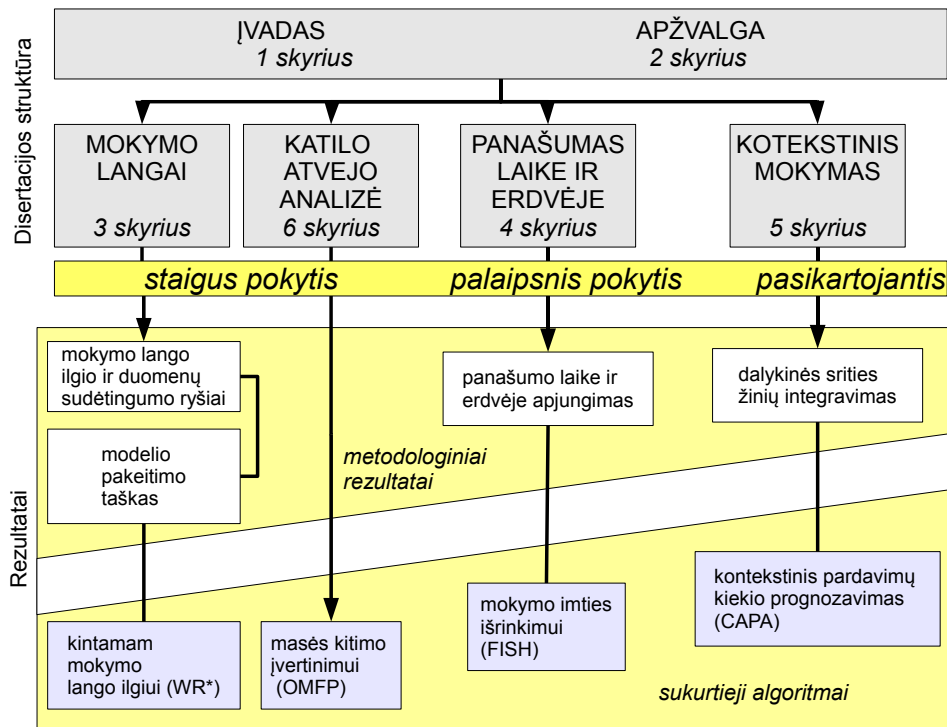 Disertacijos struktūra
ĮVADAS
1 skyrius
APŽVALGA
2 skyrius
MOKYMO
LANGAI
3 skyrius
KATILO
ATVEJO
ANALIZĖ
6 skyrius
PANAŠUMAS
LAIKE IR
ERDVĖJE
4 skyrius
KOTEKSTINIS
MOKYMAS
5 skyrius
staigus pokytis
palaipsnis pokytis
pasikartojantis
Rezultatai
mokymo lango
ilgio ir duomenų
sudėtingumo ryšiai
modelio
pakeitimo
taškas
metodologiniai
rezultatai
panašumo laike ir
erdvėje apjungimas
dalykinės srities
žinių integravimas
kintamam
mokymo
lango ilgiui (WR*)
masės kitimo
įvertinimui
(OMFP)
mokymo imties
išrinkimui
(FISH)
kontekstinis pardavimų
kiekio prognozavimas
(CAPA)
sukurtieji algoritmai